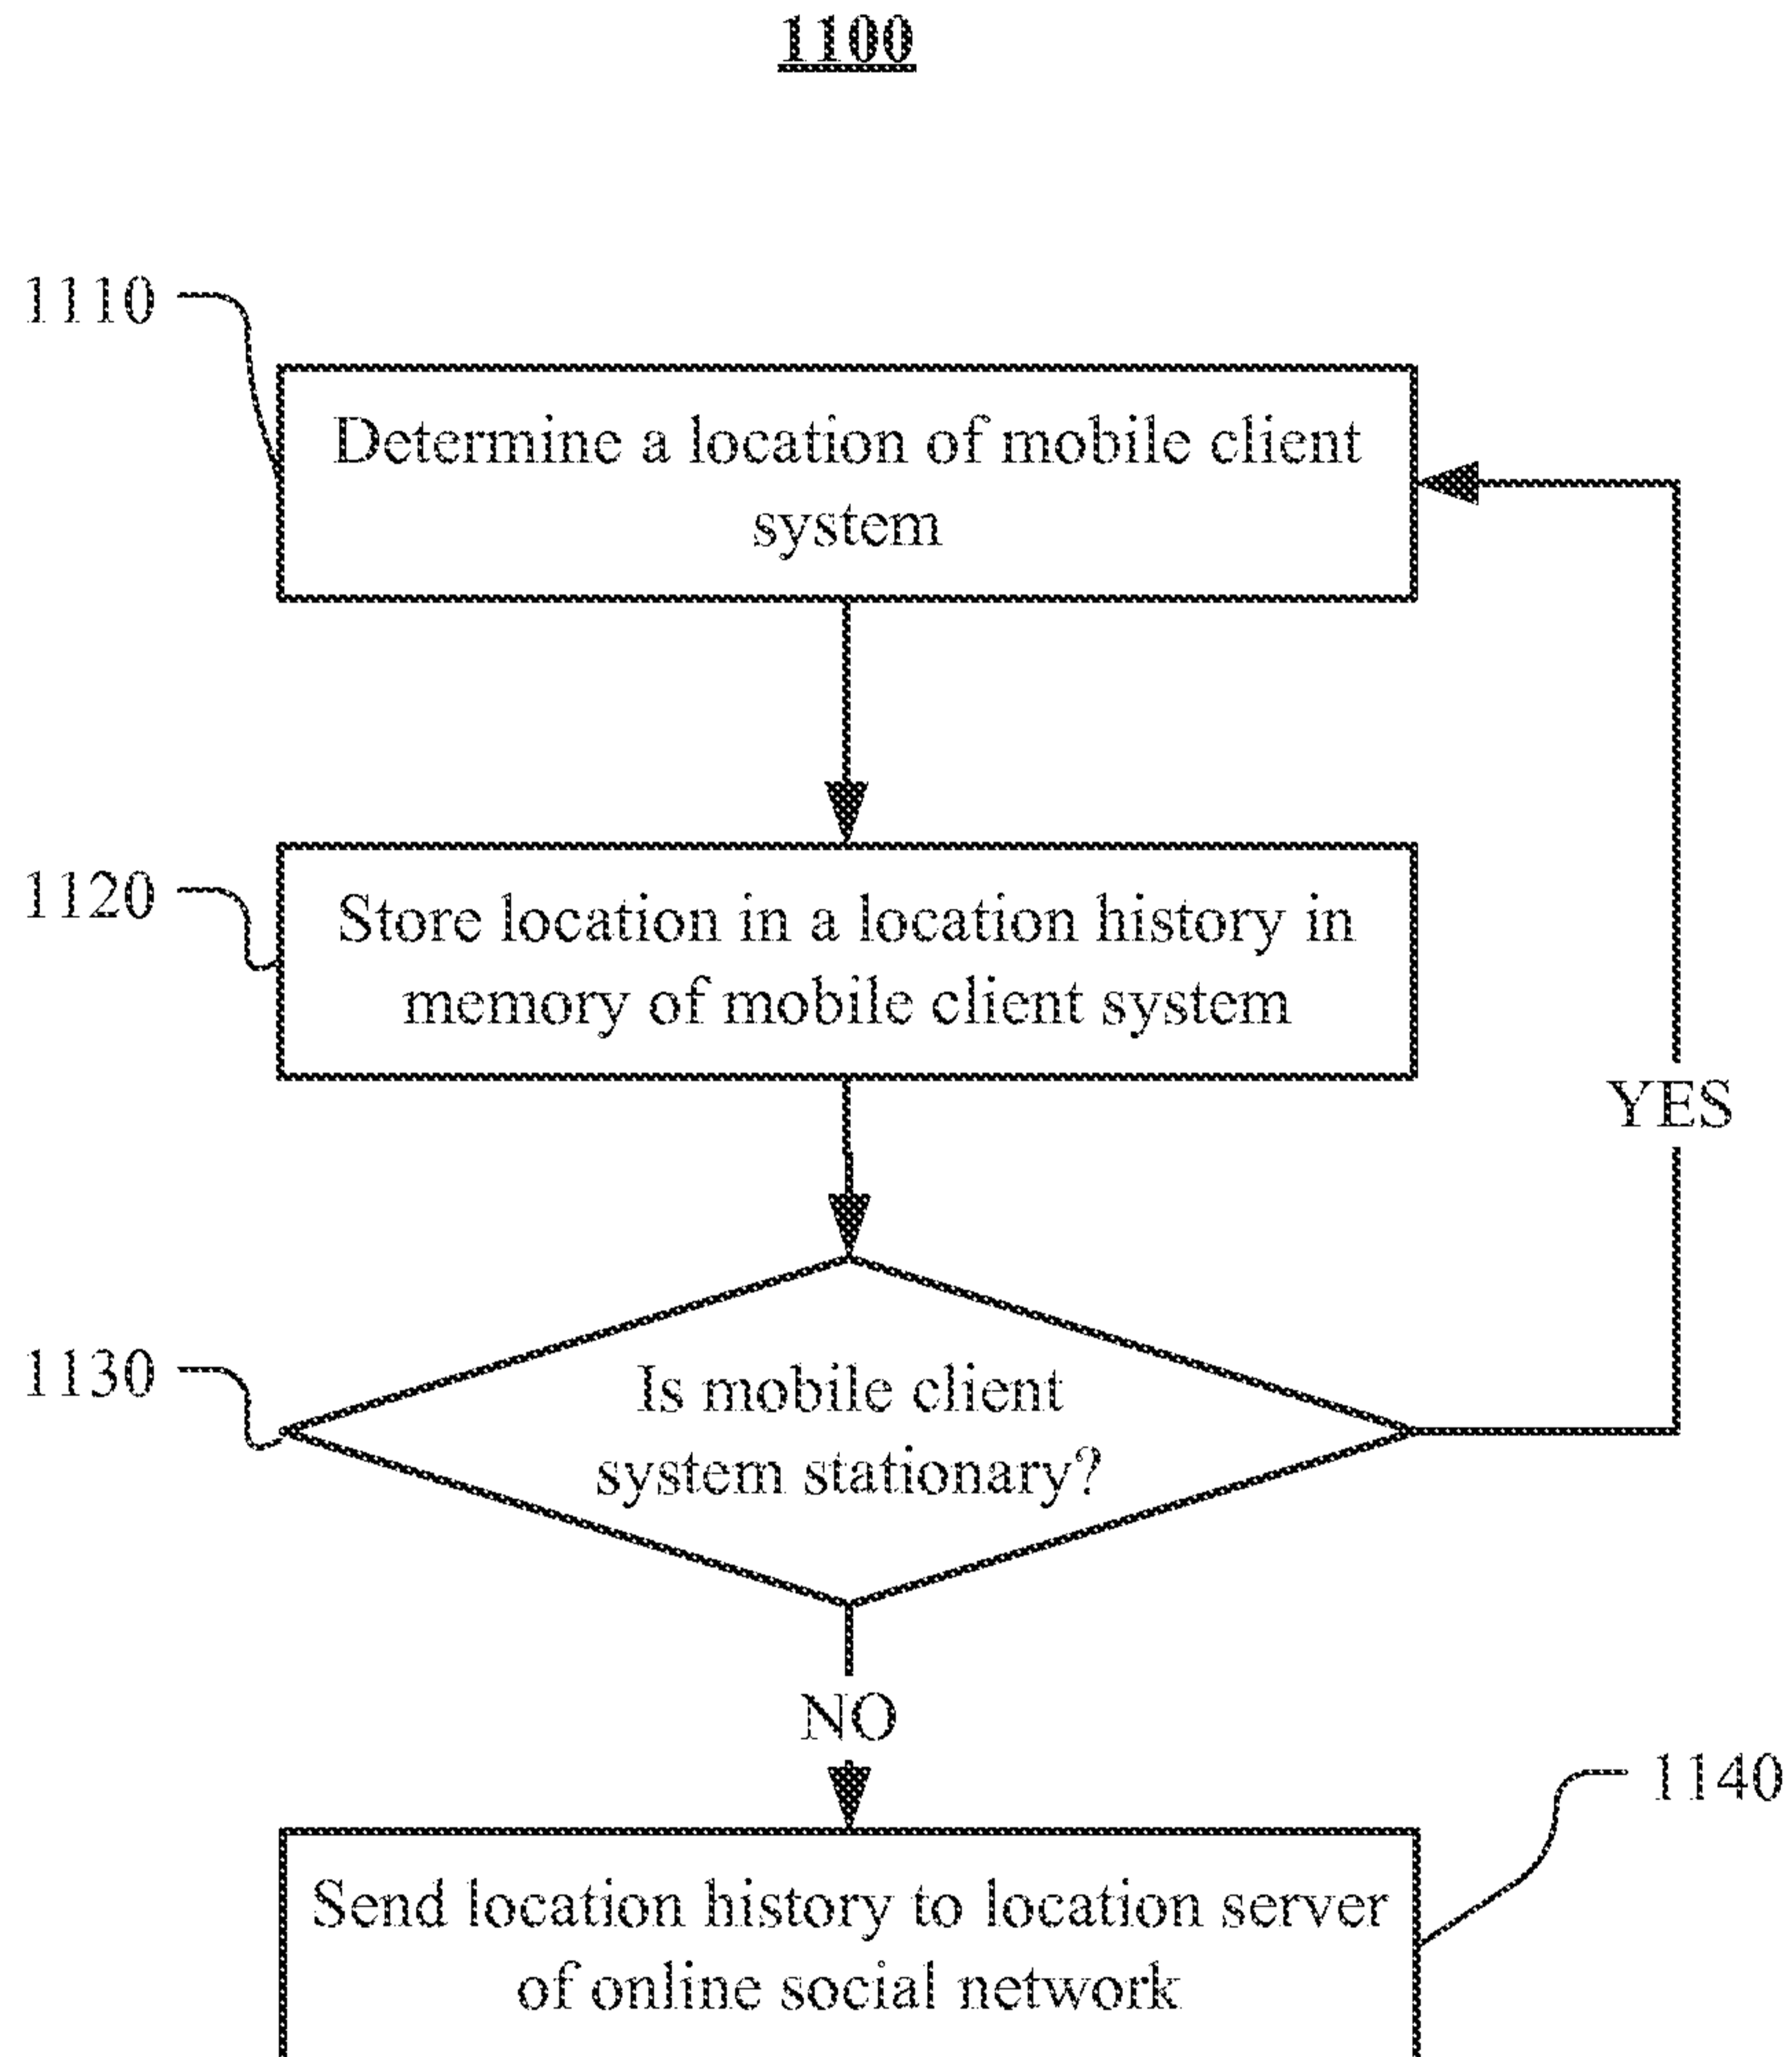 1100
1110
Determine a location of mobile client
system
1120
Store location in a location history in
memory of mobile client system
YES
1130
Is mobile client
system stationary?
NO
1140
Send location history to location server
of online social network